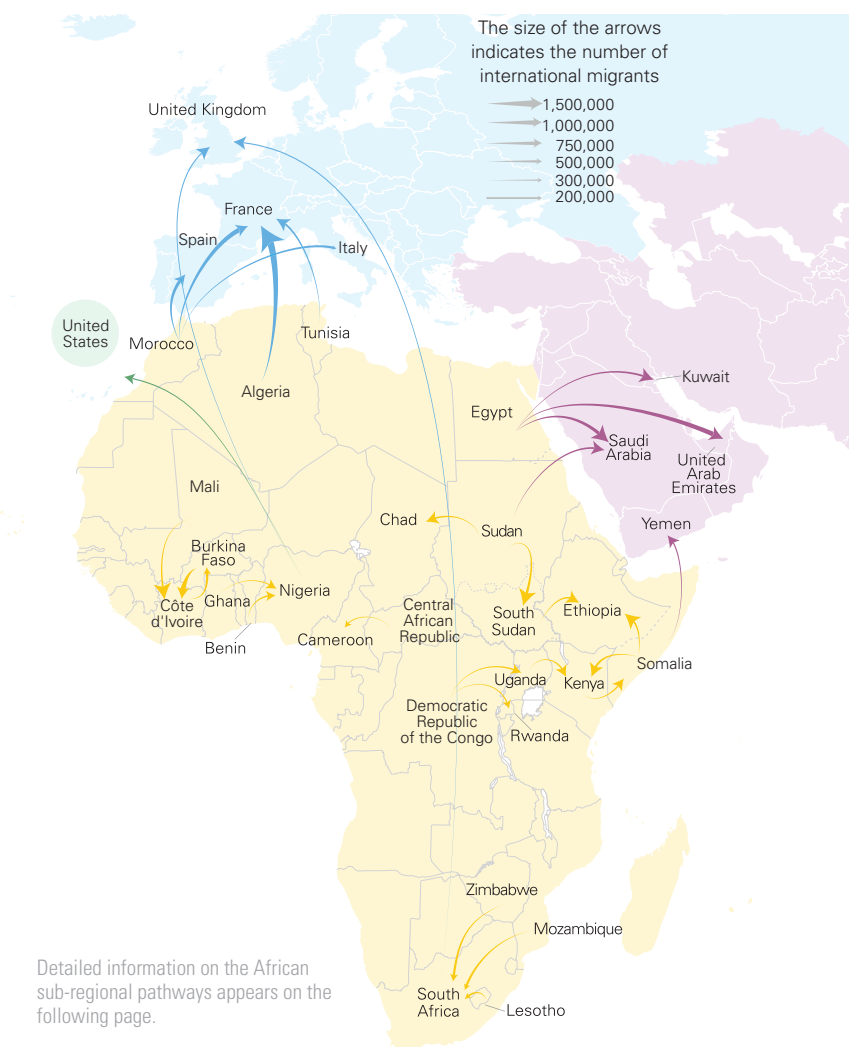 The size of the arrows
indicates the number of
international migrants
1,500,000
1,000,000
750,000
500,000
300,000
200,000
United Kingdom
France
Spain
Italy
United
States
Morocco
Tunisia
Algeria
Kuwait
Egypt
Saudi
Arabia
United
Arab
Emirates
Mali
Chad
Sudan
Yemen
Burkina
Faso
Côte
d'Ivoire
Ghana
Nigeria
Benin
Cameroon
Central
African
Republic
South
Sudan
Ethiopia
Somalia
Uganda
Kenya
Democratic
Republic
of the Congo
Rwanda
Zimbabwe
Mozambique
South
Africa
Lesotho
Detailed information on the African
sub-regional pathways appears on the
following page.